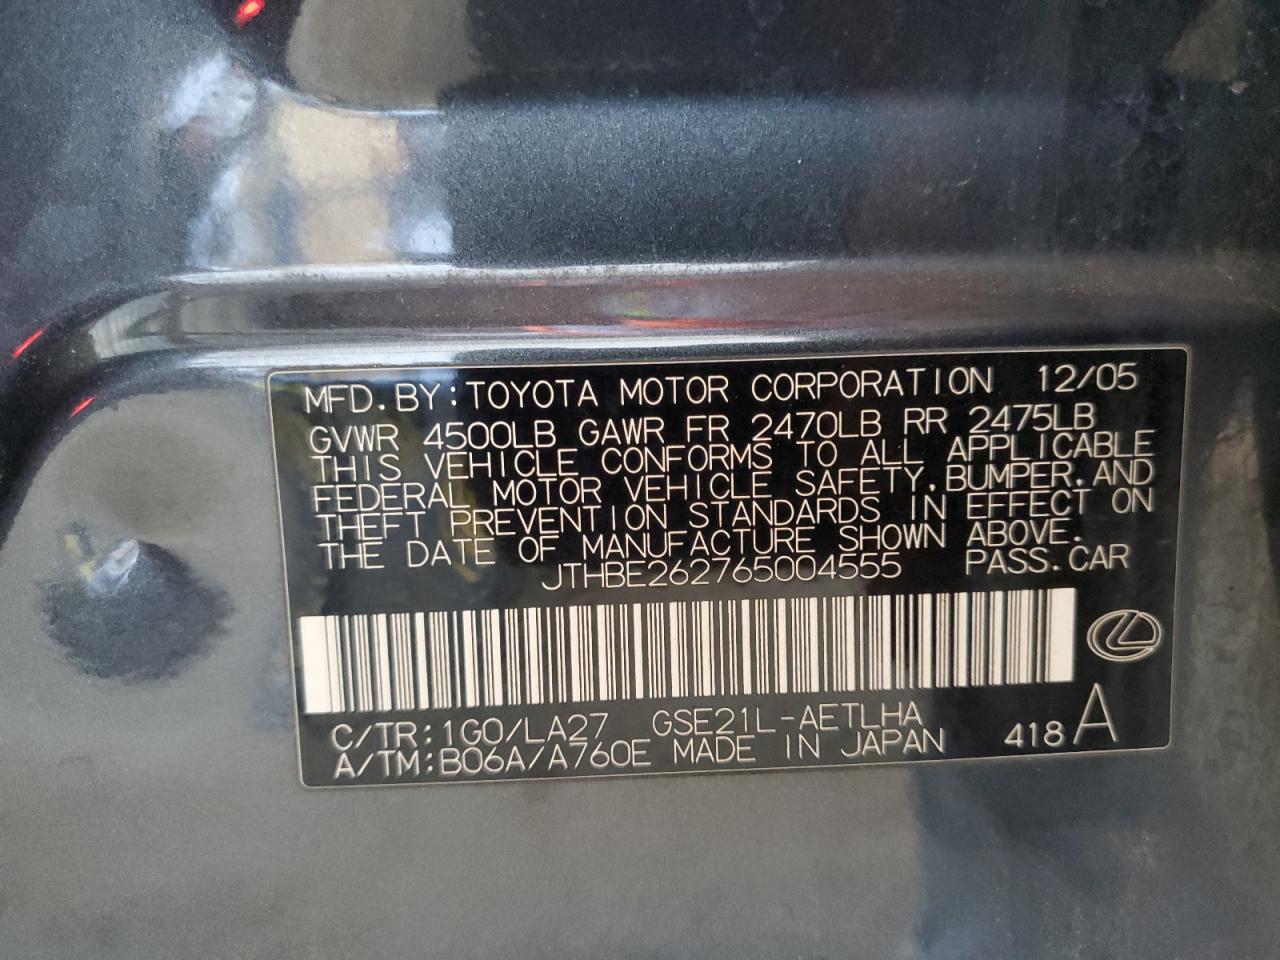 MFD. BY: TOYOTA MOTOR CORPORATION 12/05
GVWR 4500LB GAWR FR 2470LB RR 2475LB
THIS VEHICLE CONFORMS TO ALL APPLICABLE
FEDERAL MOTOR VEHICLE SAFETY, BUMPER, AND
THEFT PREVENTION STANDARDS IN EFFECT ON
THE DATE OF MANUFACTURE SHOWN ABOVE.
JTHBE262765004555 PASS. CAR
C/TR: 1G0/LA27 GSE21L-AETLHA
A/TM: B06A/A760E MADE IN JAPAN 418 A